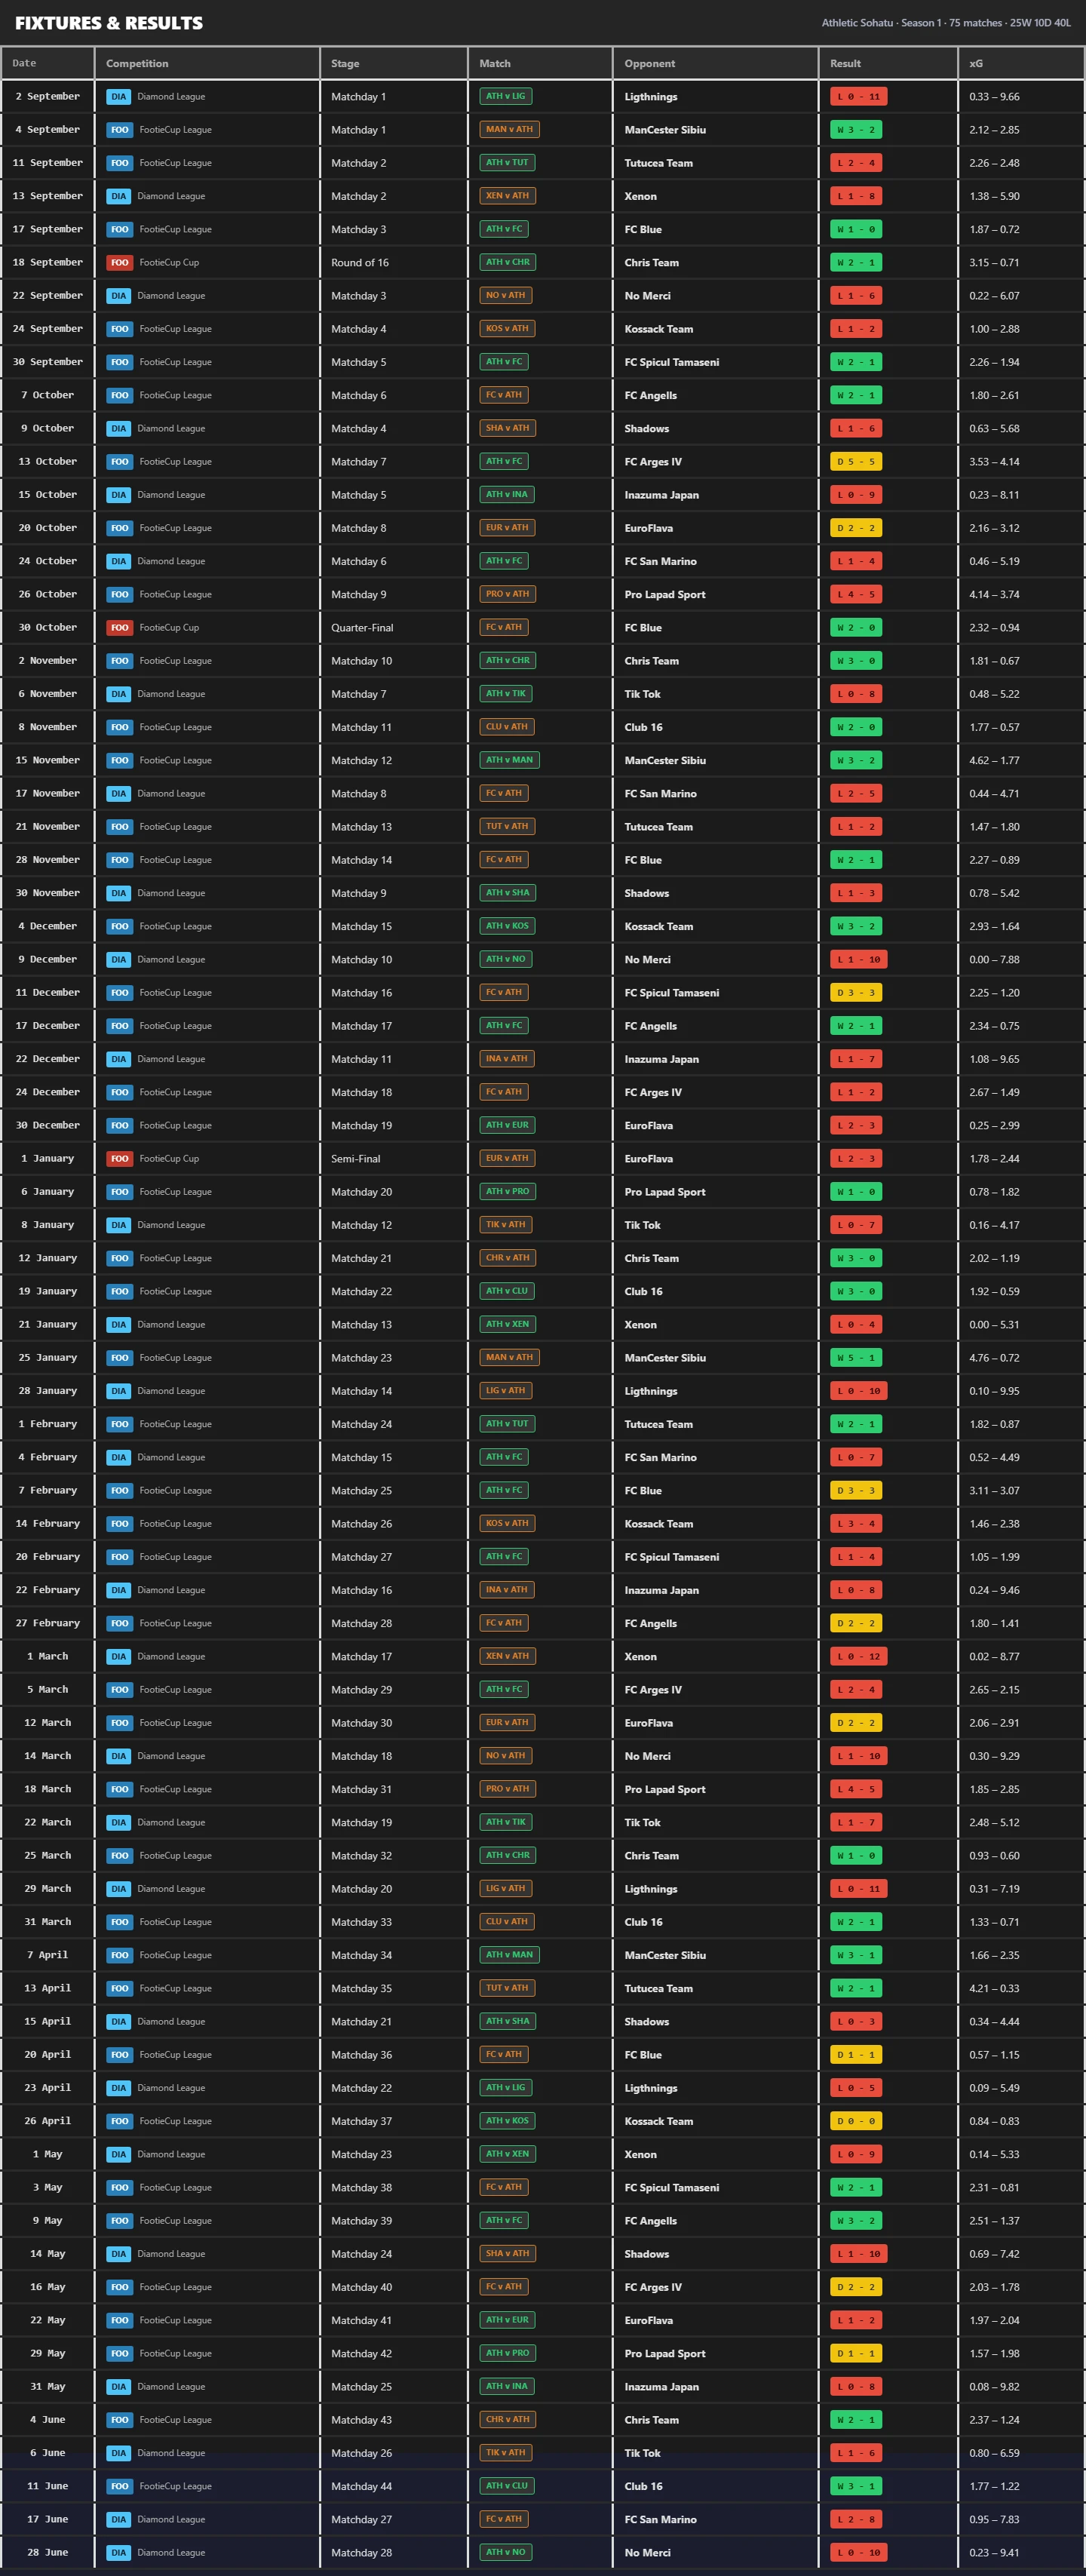 FIXTURES & RESULTS
Athletic Sohatu · Season 1 · 75 matches · 25W 10D 40L
Date Competition Stage Match Opponent Result xG
2 September DIA Diamond League Matchday 1 ATH v LIG Ligthnings L 0 - 11 0.33 – 9.66
4 September FOO FootieCup League Matchday 1 MAN v ATH ManCester Sibiu W 3 - 2 2.12 – 2.85
11 September FOO FootieCup League Matchday 2 ATH v TUT Tutucea Team L 2 - 4 2.26 – 2.48
13 September DIA Diamond League Matchday 2 XEN v ATH Xenon L 1 - 8 1.38 – 5.90
17 September FOO FootieCup League Matchday 3 ATH v FC FC Blue W 1 - 0 1.87 – 0.72
18 September FOO FootieCup Cup Round of 16 ATH v CHR Chris Team W 2 - 1 3.15 – 0.71
22 September DIA Diamond League Matchday 3 NO v ATH No Merci L 1 - 6 0.22 – 6.07
24 September FOO FootieCup League Matchday 4 KOS v ATH Kossack Team L 1 - 2 1.00 – 2.88
30 September FOO FootieCup League Matchday 5 ATH v FC FC Spicul Tamaseni W 2 - 1 2.26 – 1.94
7 October FOO FootieCup League Matchday 6 FC v ATH FC Angells W 2 - 1 1.80 – 2.61
9 October DIA Diamond League Matchday 4 SHA v ATH Shadows L 1 - 6 0.63 – 5.68
13 October FOO FootieCup League Matchday 7 ATH v FC FC Arges IV D 5 - 5 3.53 – 4.14
15 October DIA Diamond League Matchday 5 ATH v INA Inazuma Japan L 0 - 9 0.23 – 8.11
20 October FOO FootieCup League Matchday 8 EUR v ATH EuroFlava D 2 - 2 2.16 – 3.12
24 October DIA Diamond League Matchday 6 ATH v FC FC San Marino L 1 - 4 0.46 – 5.19
26 October FOO FootieCup League Matchday 9 PRO v ATH Pro Lapad Sport L 4 - 5 4.14 – 3.74
30 October FOO FootieCup Cup Quarter-Final FC v ATH FC Blue W 2 - 0 2.32 – 0.94
2 November FOO FootieCup League Matchday 10 ATH v CHR Chris Team W 3 - 0 1.81 – 0.67
6 November DIA Diamond League Matchday 7 ATH v TIK Tik Tok L 0 - 8 0.48 – 5.22
8 November FOO FootieCup League Matchday 11 CLU v ATH Club 16 W 2 - 0 1.77 – 0.57
15 November FOO FootieCup League Matchday 12 ATH v MAN ManCester Sibiu W 3 - 2 4.62 – 1.77
17 November DIA Diamond League Matchday 8 FC v ATH FC San Marino L 2 - 5 0.44 – 4.71
21 November FOO FootieCup League Matchday 13 TUT v ATH Tutucea Team L 1 - 2 1.47 – 1.80
28 November FOO FootieCup League Matchday 14 FC v ATH FC Blue W 2 - 1 2.27 – 0.89
30 November DIA Diamond League Matchday 9 ATH v SHA Shadows L 1 - 3 0.78 – 5.42
4 December FOO FootieCup League Matchday 15 ATH v KOS Kossack Team W 3 - 2 2.93 – 1.64
9 December DIA Diamond League Matchday 10 ATH v NO No Merci L 1 - 10 0.00 – 7.88
11 December FOO FootieCup League Matchday 16 FC v ATH FC Spicul Tamaseni D 3 - 3 2.25 – 1.20
17 December FOO FootieCup League Matchday 17 ATH v FC FC Angells W 2 - 1 2.34 – 0.75
22 December DIA Diamond League Matchday 11 INA v ATH Inazuma Japan L 1 - 7 1.08 – 9.65
24 December FOO FootieCup League Matchday 18 FC v ATH FC Arges IV L 1 - 2 2.67 – 1.49
30 December FOO FootieCup League Matchday 19 ATH v EUR EuroFlava L 2 - 3 0.25 – 2.99
1 January FOO FootieCup Cup Semi-Final EUR v ATH EuroFlava L 2 - 3 1.78 – 2.44
6 January FOO FootieCup League Matchday 20 ATH v PRO Pro Lapad Sport W 1 - 0 0.78 – 1.82
8 January DIA Diamond League Matchday 12 TIK v ATH Tik Tok L 0 - 7 0.16 – 4.17
12 January FOO FootieCup League Matchday 21 CHR v ATH Chris Team W 3 - 0 2.02 – 1.19
19 January FOO FootieCup League Matchday 22 ATH v CLU Club 16 W 3 - 0 1.92 – 0.59
21 January DIA Diamond League Matchday 13 ATH v XEN Xenon L 0 - 4 0.00 – 5.31
25 January FOO FootieCup League Matchday 23 MAN v ATH ManCester Sibiu W 5 - 1 4.76 – 0.72
28 January DIA Diamond League Matchday 14 LIG v ATH Ligthnings L 0 - 10 0.10 – 9.95
1 February FOO FootieCup League Matchday 24 ATH v TUT Tutucea Team W 2 - 1 1.82 – 0.87
4 February DIA Diamond League Matchday 15 ATH v FC FC San Marino L 0 - 7 0.52 – 4.49
7 February FOO FootieCup League Matchday 25 ATH v FC FC Blue D 3 - 3 3.11 – 3.07
14 February FOO FootieCup League Matchday 26 KOS v ATH Kossack Team L 3 - 4 1.46 – 2.38
20 February FOO FootieCup League Matchday 27 ATH v FC FC Spicul Tamaseni L 1 - 4 1.05 – 1.99
22 February DIA Diamond League Matchday 16 INA v ATH Inazuma Japan L 0 - 8 0.24 – 9.46
27 February FOO FootieCup League Matchday 28 FC v ATH FC Angells D 2 - 2 1.80 – 1.41
1 March DIA Diamond League Matchday 17 XEN v ATH Xenon L 0 - 12 0.02 – 8.77
5 March FOO FootieCup League Matchday 29 ATH v FC FC Arges IV L 2 - 4 2.65 – 2.15
12 March FOO FootieCup League Matchday 30 EUR v ATH EuroFlava D 2 - 2 2.06 – 2.91
14 March DIA Diamond League Matchday 18 NO v ATH No Merci L 1 - 10 0.30 – 9.29
18 March FOO FootieCup League Matchday 31 PRO v ATH Pro Lapad Sport L 4 - 5 1.85 – 2.85
22 March DIA Diamond League Matchday 19 ATH v TIK Tik Tok L 1 - 7 2.48 – 5.12
25 March FOO FootieCup League Matchday 32 ATH v CHR Chris Team W 1 - 0 0.93 – 0.60
29 March DIA Diamond League Matchday 20 LIG v ATH Ligthnings L 0 - 11 0.31 – 7.19
31 March FOO FootieCup League Matchday 33 CLU v ATH Club 16 W 2 - 1 1.33 – 0.71
7 April FOO FootieCup League Matchday 34 ATH v MAN ManCester Sibiu W 3 - 1 1.66 – 2.35
13 April FOO FootieCup League Matchday 35 TUT v ATH Tutucea Team W 2 - 1 4.21 – 0.33
15 April DIA Diamond League Matchday 21 ATH v SHA Shadows L 0 - 3 0.34 – 4.44
20 April FOO FootieCup League Matchday 36 FC v ATH FC Blue D 1 - 1 0.57 – 1.15
23 April DIA Diamond League Matchday 22 ATH v LIG Ligthnings L 0 - 5 0.09 – 5.49
26 April FOO FootieCup League Matchday 37 ATH v KOS Kossack Team D 0 - 0 0.84 – 0.83
1 May DIA Diamond League Matchday 23 ATH v XEN Xenon L 0 - 9 0.14 – 5.33
3 May FOO FootieCup League Matchday 38 FC v ATH FC Spicul Tamaseni W 2 - 1 2.31 – 0.81
9 May FOO FootieCup League Matchday 39 ATH v FC FC Angells W 3 - 2 2.51 – 1.37
14 May DIA Diamond League Matchday 24 SHA v ATH Shadows L 1 - 10 0.69 – 7.42
16 May FOO FootieCup League Matchday 40 FC v ATH FC Arges IV D 2 - 2 2.03 – 1.78
22 May FOO FootieCup League Matchday 41 ATH v EUR EuroFlava L 1 - 2 1.97 – 2.04
29 May FOO FootieCup League Matchday 42 ATH v PRO Pro Lapad Sport D 1 - 1 1.57 – 1.98
31 May DIA Diamond League Matchday 25 ATH v INA Inazuma Japan L 0 - 8 0.08 – 9.82
4 June FOO FootieCup League Matchday 43 CHR v ATH Chris Team W 2 - 1 2.37 – 1.24
6 June DIA Diamond League Matchday 26 TIK v ATH Tik Tok L 1 - 6 0.80 – 6.59
11 June FOO FootieCup League Matchday 44 ATH v CLU Club 16 W 3 - 1 1.77 – 1.22
17 June DIA Diamond League Matchday 27 FC v ATH FC San Marino L 2 - 8 0.95 – 7.83
28 June DIA Diamond League Matchday 28 ATH v NO No Merci L 0 - 10 0.23 – 9.41